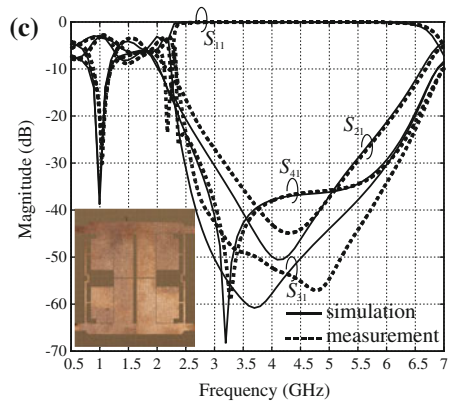 (c)
0
-10
-20
-30
-40
-50
-60
-70
Magnitude (dB)
S11
S21
S41
S31
simulation
measurement
0.5 1 1.5 2 2.5 3 3.5 4 4.5 5 5.5 6 6.5 7
Frequency (GHz)